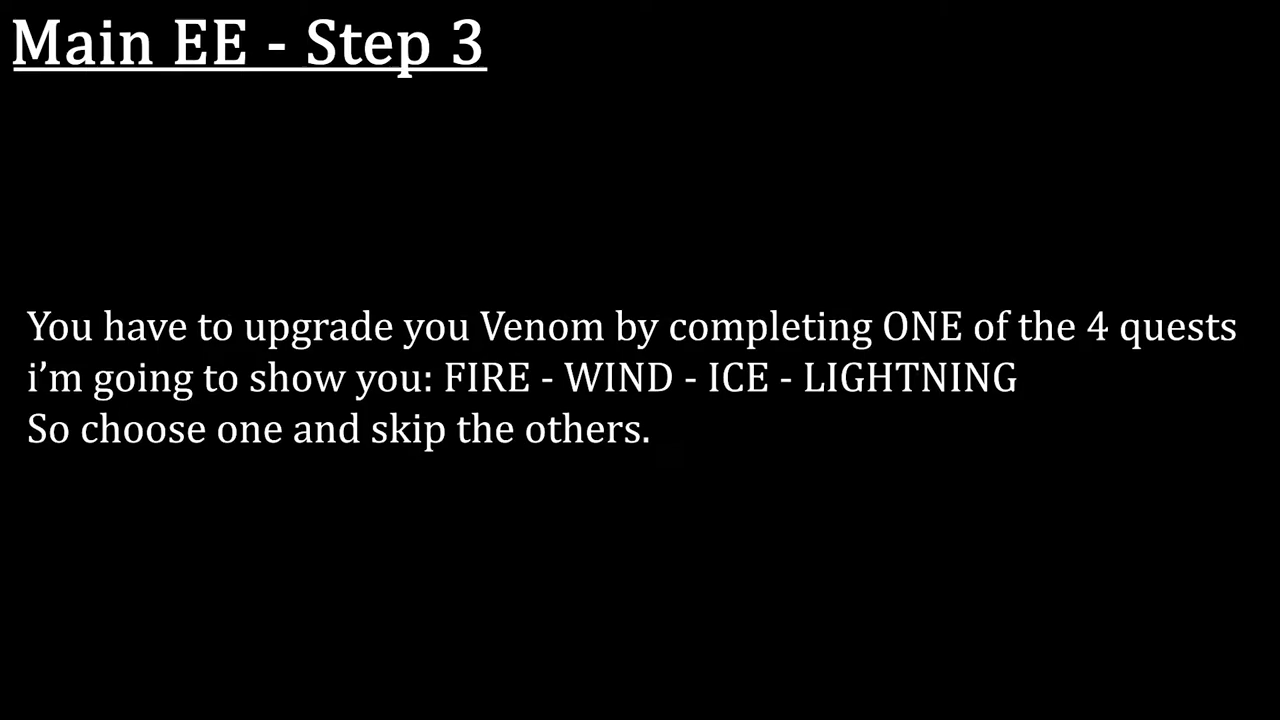 Main EE - Step 3
You have to upgrade you Venom by completing ONE of the 4 quests
i’m going to show you: FIRE - WIND - ICE - LIGHTNING
So choose one and skip the others.